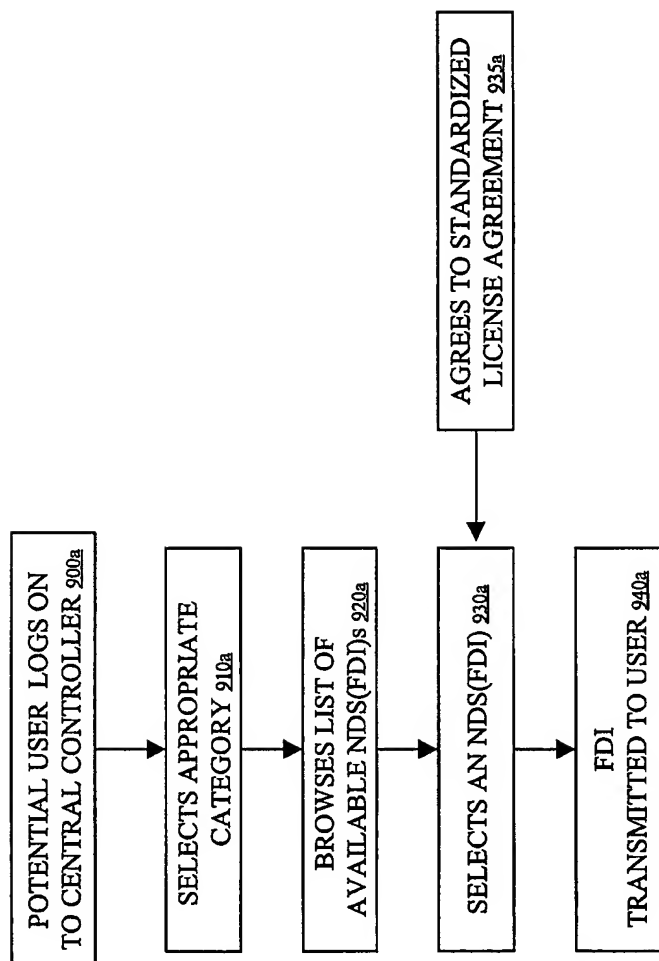 POTENTIAL USER LOGS ON
TO CENTRAL CONTROLLER 900a
SELECTS APPROPRIATE
CATEGORY 910a
BROWSES LIST OF
AVAILABLE NDS(FDI)s 920a
SELECTS AN NDS(FDI) 930a
AGREES TO STANDARDIZED
LICENSE AGREEMENT 935a
FDI
TRANSMITTED TO USER 940a